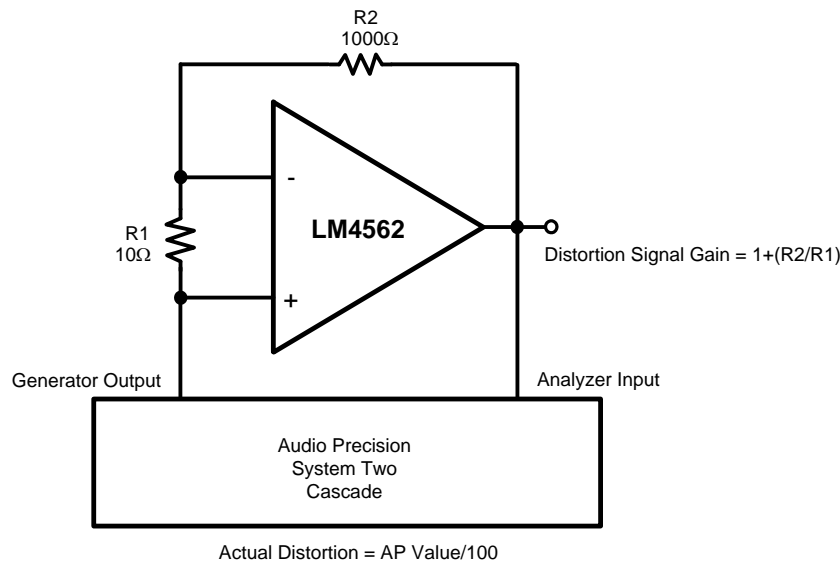 R2
1000Ω
-
R1
10Ω
LM4562
+
Distortion Signal Gain = 1+(R2/R1)
Generator Output
Analyzer Input
Audio Precision
System Two
Cascade
Actual Distortion = AP Value/100